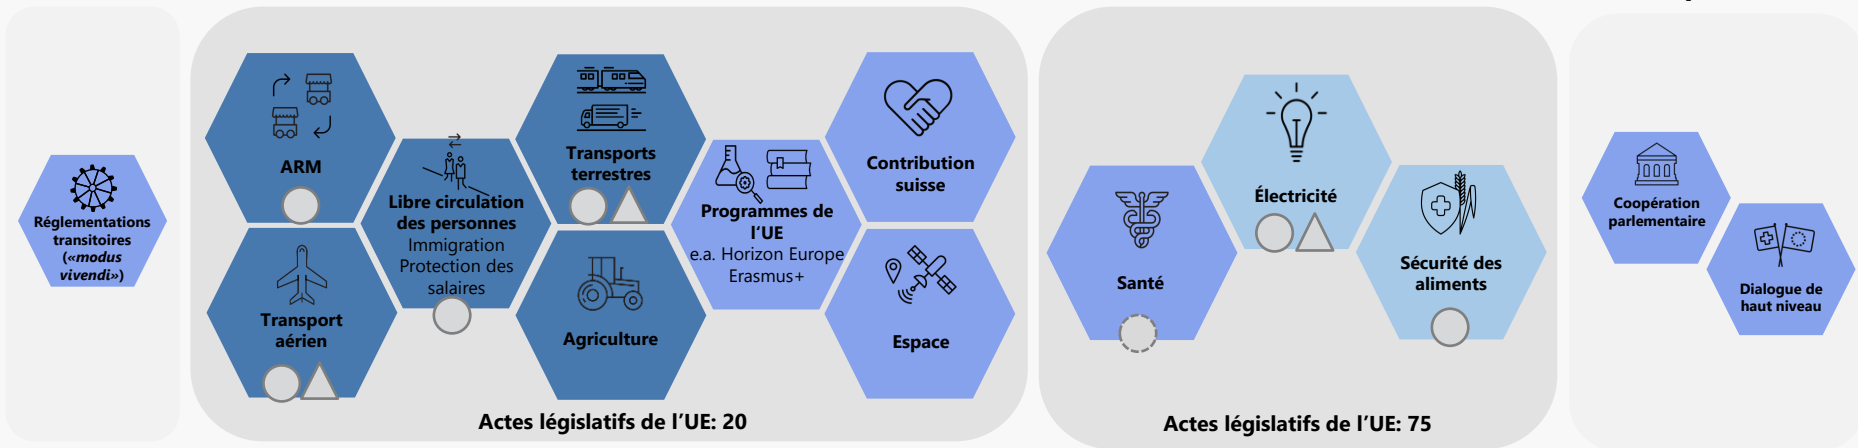 Réglementations
transitoires
(«modus
vivendi»)
ARM
Libre circulation
des personnes
Immigration
Protection des
salaires
Transport
aérien
Transports
terrestres
Agriculture
Programmes de
l‘UE
e.a. Horizon Europe
Erasmus+
Contribution
suisse
Espace
Actes législatifs de l’UE: 20
Santé
Électricité
Sécurité des
aliments
Actes législatifs de l’UE: 75
Coopération
parlementaire
Dialogue de
haut niveau